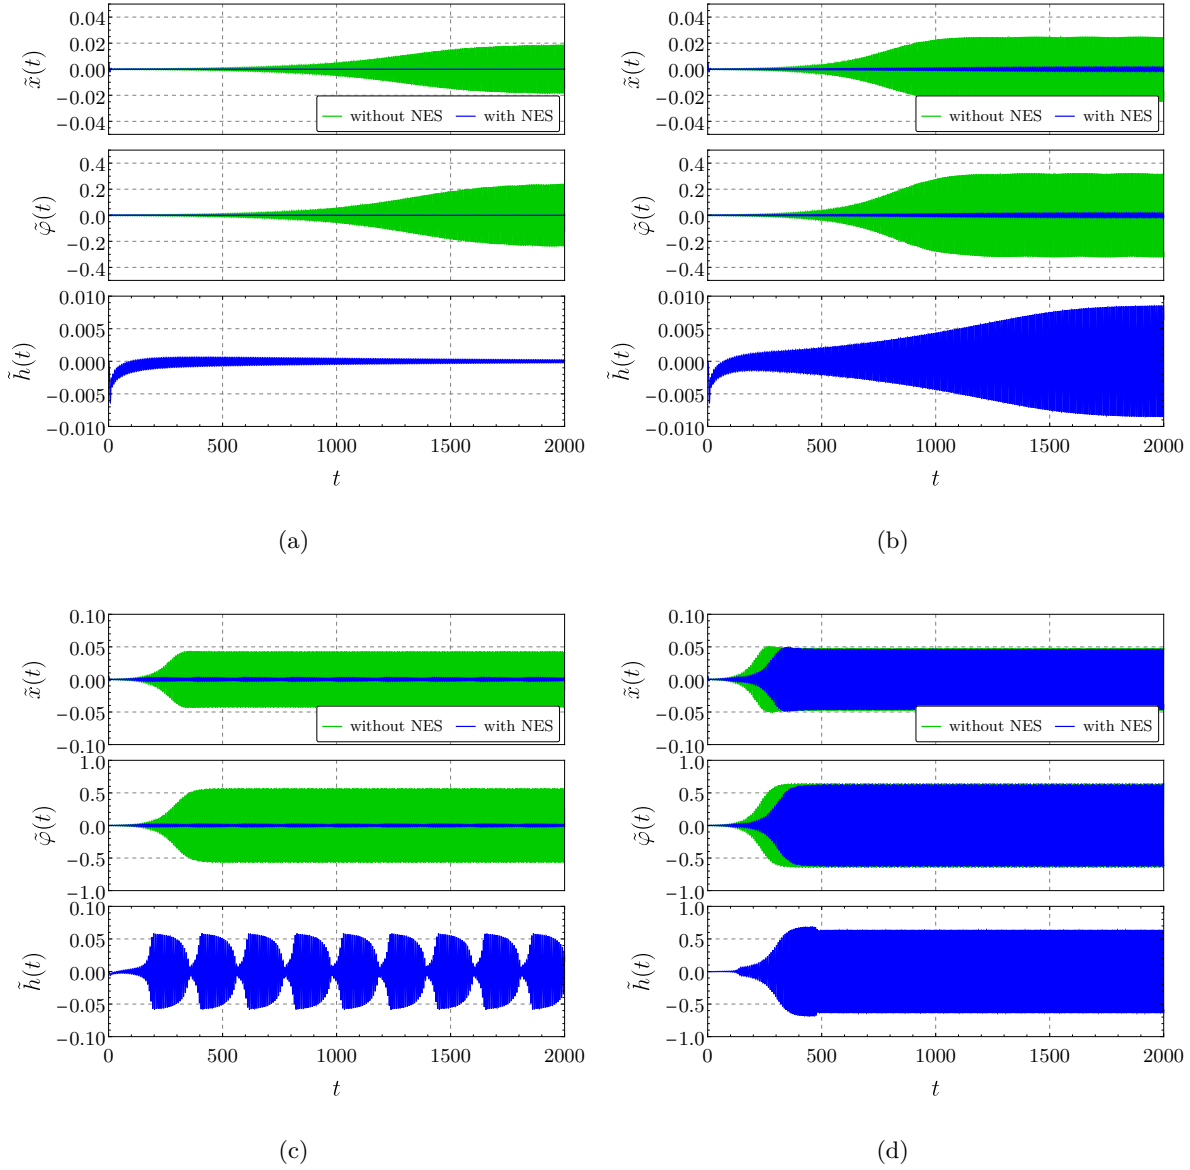 0.04
0.02
0.00
−0.02
−0.04
x̃(t)
without NES
with NES
0.4
0.2
0.0
−0.2
−0.4
φ̃(t)
0.010
0.005
0.000
−0.005
−0.010
h̃(t)
0 500 1000 1500 2000
t
(a)
0.04
0.02
0.00
−0.02
−0.04
x̃(t)
without NES
with NES
0.4
0.2
0.0
−0.2
−0.4
φ̃(t)
0.010
0.005
0.000
−0.005
−0.010
h̃(t)
0 500 1000 1500 2000
t
(b)
0.10
0.05
0.00
−0.05
−0.10
x̃(t)
without NES
with NES
1.0
0.5
0.0
−0.5
−1.0
φ̃(t)
0.10
0.05
0.00
−0.05
−0.10
h̃(t)
0 500 1000 1500 2000
t
(c)
0.10
0.05
0.00
−0.05
−0.10
x̃(t)
without NES
with NES
1.0
0.5
0.0
−0.5
−1.0
φ̃(t)
1.0
0.5
0.0
−0.5
−1.0
h̃(t)
0 500 1000 1500 2000
t
(d)